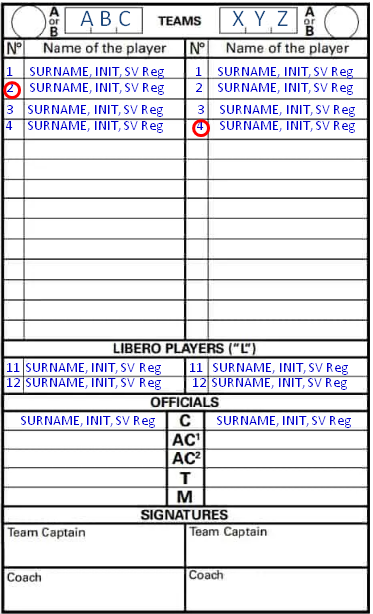 A or B A B C TEAMS X Y Z A or B
N° Name of the player N° Name of the player
1 SURNAME, INIT, SV Reg 1 SURNAME, INIT, SV Reg
2 SURNAME, INIT, SV Reg 2 SURNAME, INIT, SV Reg
3 SURNAME, INIT, SV Reg 3 SURNAME, INIT, SV Reg
4 SURNAME, INIT, SV Reg 4 SURNAME, INIT, SV Reg
LIBERO PLAYERS ("L")
11 SURNAME, INIT, SV Reg 11 SURNAME, INIT, SV Reg
12 SURNAME, INIT, SV Reg 12 SURNAME, INIT, SV Reg
OFFICIALS
SURNAME, INIT, SV Reg C SURNAME, INIT, SV Reg
AC¹
AC²
T
M
SIGNATURES
Team Captain Team Captain
Coach Coach